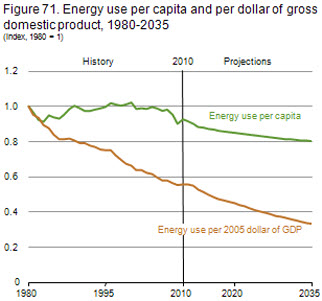 Figure 71. Energy use per capita and per dollar of gross
domestic product, 1980-2035
(Index, 1980 = 1)
History 2010 Projections
1.2
1.0
Energy use per capita
0.8
0.6
0.4
Energy use per 2005 dollar of GDP
0.2
0
1980 1995 2010 2020 2035